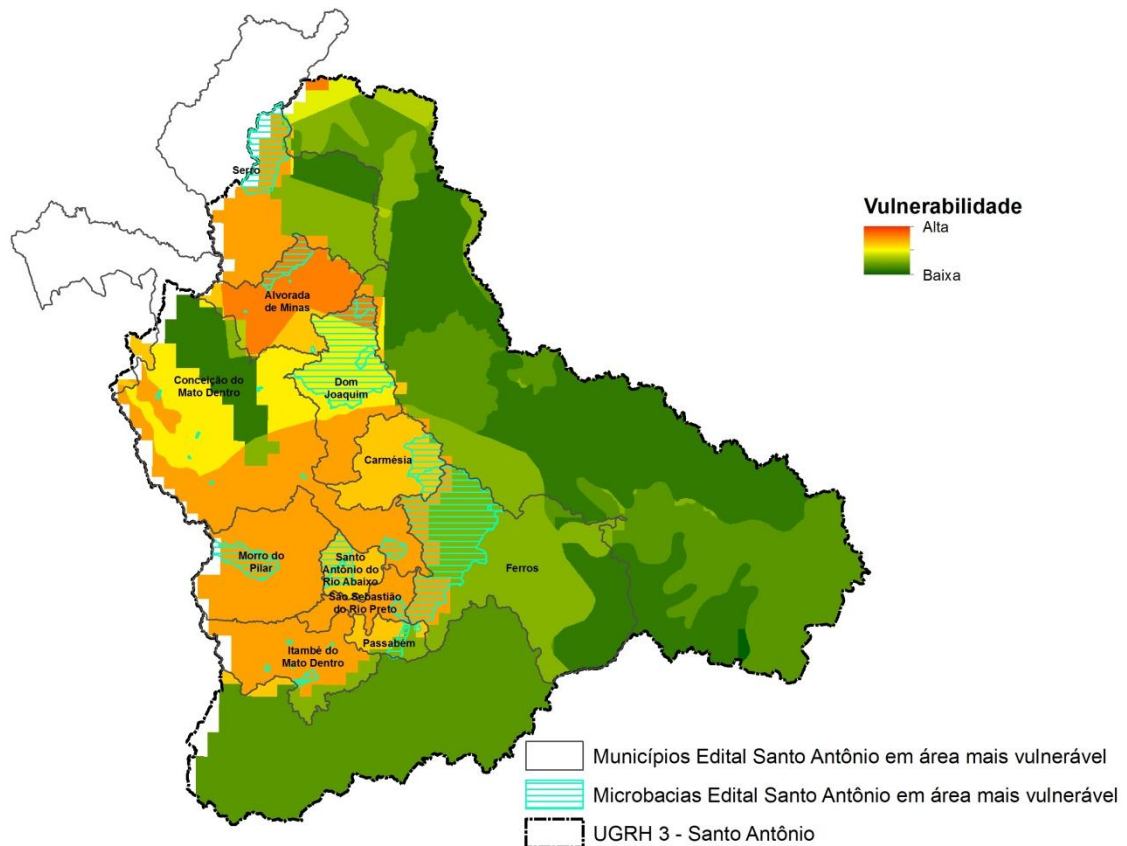 Serro
Vulnerabilidade
Alta
Baixa
Alvorada
de Minas
Conceição do
Mato Dentro
Dom
Joaquim
Carmésia
Morro do
Pilar
Santo
Antônio do
Rio Abaixo
Ferros
São Sebastião
do Rio Preto
Passabém
Itambé do
Mato Dentro
Municípios Edital Santo Antônio em área mais vulnerável
Microbacias Edital Santo Antônio em área mais vulnerável
UGRH 3 - Santo Antônio